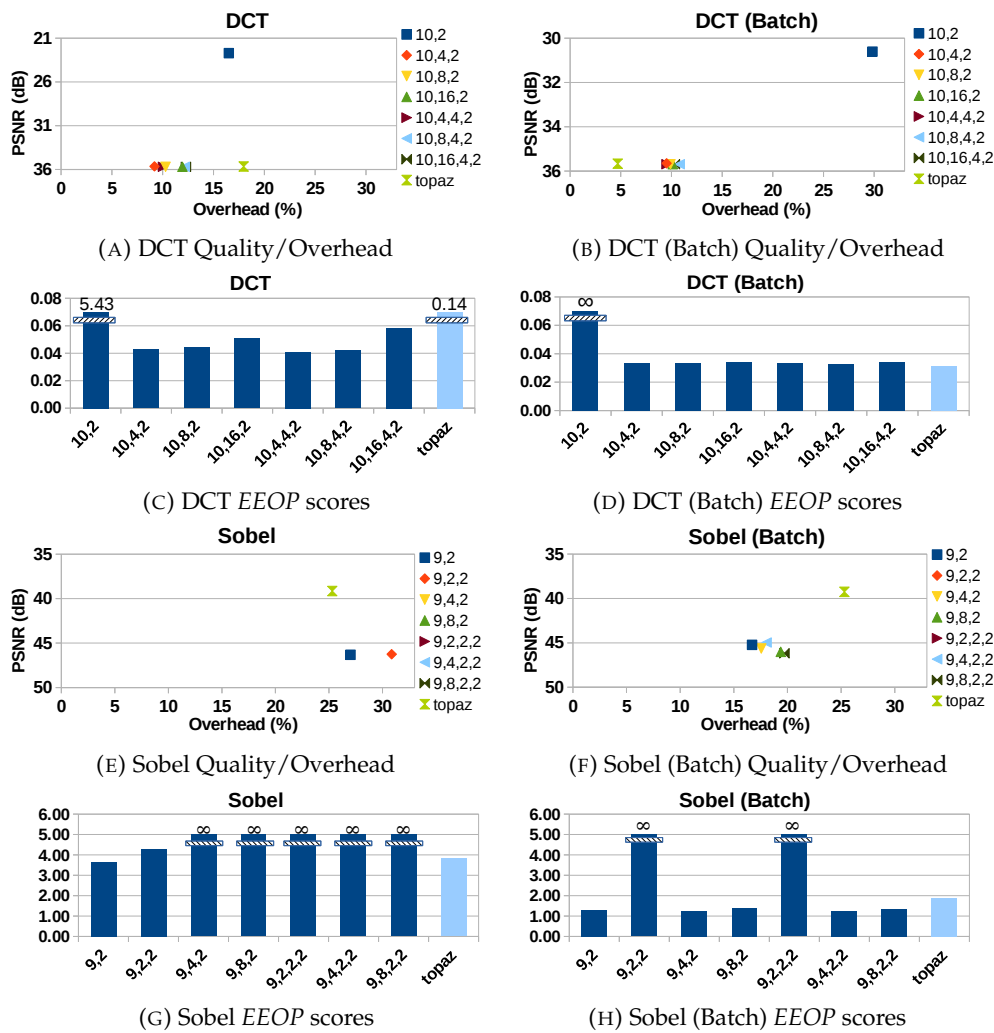 DCT
21
26
31
36
0 5 10 15 20 25 30
PSNR (dB)
Overhead (%)
10,2
10,4,2
10,8,2
10,16,2
10,4,4,2
10,8,4,2
10,16,4,2
topaz
(A) DCT Quality/Overhead
DCT (Batch)
30
32
34
36
0 5 10 15 20 25 30
PSNR (dB)
Overhead (%)
10,2
10,4,2
10,8,2
10,16,2
10,4,4,2
10,8,4,2
10,16,4,2
topaz
(B) DCT (Batch) Quality/Overhead
DCT
0.08
0.06
0.04
0.02
0.00
5.43
0.14
10,2 10,4,2 10,8,2 10,16,2 10,4,4,2 10,8,4,2 10,16,4,2 topaz
(C) DCT EEOP scores
DCT (Batch)
0.08
0.06
0.04
0.02
0.00
∞
10,2 10,4,2 10,8,2 10,16,2 10,4,4,2 10,8,4,2 10,16,4,2 topaz
(D) DCT (Batch) EEOP scores
Sobel
35
40
45
50
0 5 10 15 20 25 30
PSNR (dB)
Overhead (%)
9,2
9,2,2
9,4,2
9,8,2
9,2,2,2
9,4,2,2
9,8,2,2
topaz
(E) Sobel Quality/Overhead
Sobel (Batch)
35
40
45
50
0 5 10 15 20 25 30
PSNR (dB)
Overhead (%)
9,2
9,2,2
9,4,2
9,8,2
9,2,2,2
9,4,2,2
9,8,2,2
topaz
(F) Sobel (Batch) Quality/Overhead
Sobel
6.00
5.00
4.00
3.00
2.00
1.00
0.00
∞ ∞ ∞ ∞ ∞
9,2 9,2,2 9,4,2 9,8,2 9,2,2,2 9,4,2,2 9,8,2,2 topaz
(G) Sobel EEOP scores
Sobel (Batch)
6.00
5.00
4.00
3.00
2.00
1.00
0.00
∞ ∞
9,2 9,2,2 9,4,2 9,8,2 9,2,2,2 9,4,2,2 9,8,2,2 topaz
(H) Sobel (Batch) EEOP scores